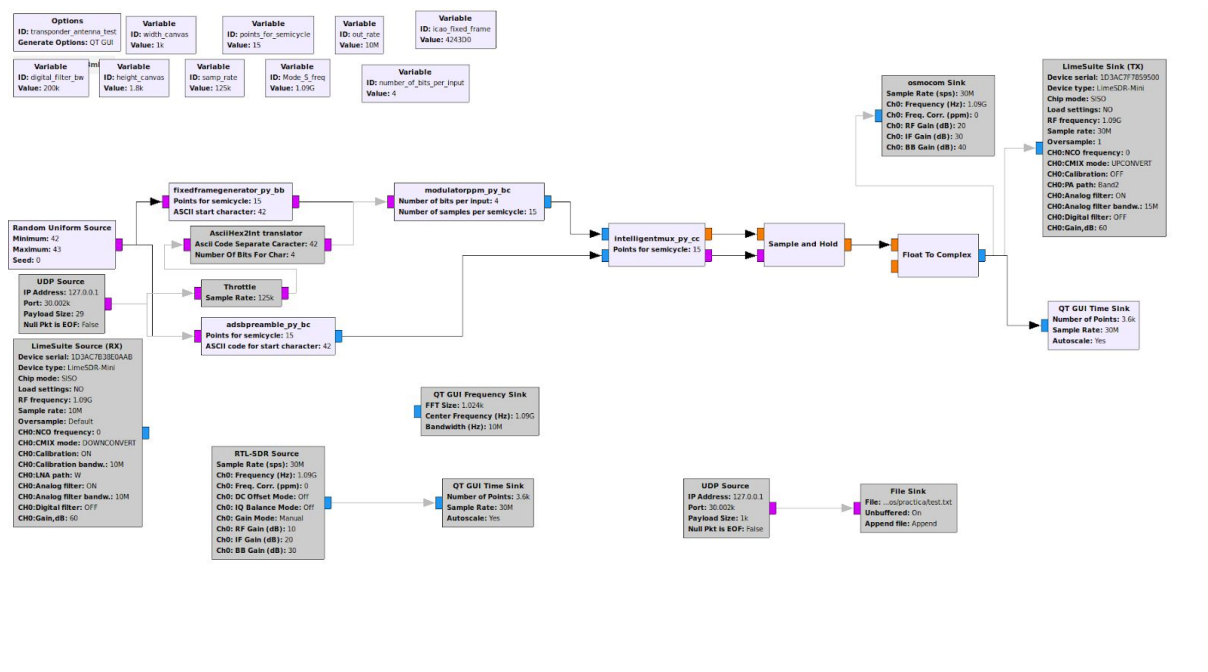 Options
ID: transponder_antenna_test
Generate Options: QT GUI
Variable
ID: width_canvas
Value: 1k
Variable
ID: points_for_semicycle
Value: 15
Variable
ID: out_rate
Value: 10M
Variable
ID: icao_fixed_frame
Value: 4243D0
Variable
ID: digital_filter_bw
Value: 200k
Variable
ID: height_canvas
Value: 1.8k
Variable
ID: samp_rate
Value: 125k
Variable
ID: Mode_S_freq
Value: 1.09G
Variable
ID: number_of_bits_per_input
Value: 4
osmocom Sink
Sample Rate (sps): 30M
Ch0: Frequency (Hz): 1.09G
Ch0: Freq. Corr. (ppm): 0
Ch0: RF Gain (dB): 20
Ch0: IF Gain (dB): 30
Ch0: BB Gain (dB): 40
LimeSuite Sink (TX)
Device serial: 1D3AC7F7859500
Device type: LimeSDR-Mini
Chip mode: SISO
Load settings: NO
RF frequency: 1.09G
Sample rate: 30M
Oversample: 1
CH0:NCO frequency: 0
CH0:CMIX mode: UPCONVERT
CH0:Calibration: OFF
CH0:PA path: Band2
CH0:Analog filter: ON
CH0:Analog filter bandw.: 15M
CH0:Digital filter: OFF
CH0:Gain,dB: 60
fixedframegenerator_py_bb
Points for semicycle: 15
ASCII start character: 42
modulatorppm_py_bc
Number of bits per input: 4
Number of samples per semicycle: 15
Random Uniform Source
Minimum: 42
Maximum: 43
Seed: 0
AsciiHex2Int translator
Ascii Code Separate Caracter: 42
Number Of Bits For Char: 4
intelligentmux_py_cc
Points for semicycle: 15
Sample and Hold
Float To Complex
UDP Source
IP Address: 127.0.0.1
Port: 30.002k
Payload Size: 29
Null Pkt is EOF: False
Throttle
Sample Rate: 125k
adsbpreamble_py_bc
Points for semicycle: 15
ASCII code for start character: 42
QT GUI Time Sink
Number of Points: 3.6k
Sample Rate: 30M
Autoscale: Yes
LimeSuite Source (RX)
Device serial: 1D3AC7B38E0AAB
Device type: LimeSDR-Mini
Chip mode: SISO
Load settings: NO
RF frequency: 1.09G
Sample rate: 10M
Oversample: Default
CH0:NCO frequency: 0
CH0:CMIX mode: DOWNCONVERT
CH0:Calibration: ON
CH0:Calibration bandw.: 10M
CH0:LNA path: W
CH0:Analog filter: ON
CH0:Analog filter bandw.: 10M
CH0:Digital filter: OFF
CH0:Gain,dB: 60
QT GUI Frequency Sink
FFT Size: 1.024k
Center Frequency (Hz): 1.09G
Bandwidth (Hz): 10M
RTL-SDR Source
Sample Rate (sps): 30M
Ch0: Frequency (Hz): 1.09G
Ch0: Freq. Corr. (ppm): 0
Ch0: DC Offset Mode: Off
Ch0: IQ Balance Mode: Off
Ch0: Gain Mode: Manual
Ch0: RF Gain (dB): 10
Ch0: IF Gain (dB): 20
Ch0: BB Gain (dB): 30
QT GUI Time Sink
Number of Points: 3.6k
Sample Rate: 30M
Autoscale: Yes
UDP Source
IP Address: 127.0.0.1
Port: 30.002k
Payload Size: 1k
Null Pkt is EOF: False
File Sink
File: ...os/practica/test.txt
Unbuffered: On
Append file: Append